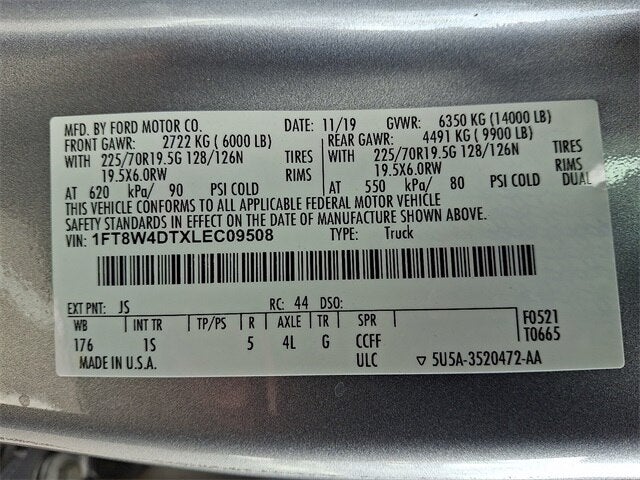 MFD. BY FORD MOTOR CO. DATE: 11/19 GVWR: 6350 KG (14000 LB)
FRONT GAWR: 2722 KG (6000 LB) REAR GAWR: 4491 KG (9900 LB)
WITH 225/70R19.5G 128/126N TIRES WITH 225/70R19.5G 128/126N TIRES
19.5X6.0RW RIMS 19.5X6.0RW RIMS
AT 620 kPa/ 90 PSI COLD AT 550 kPa/ 80 PSI COLD DUAL
THIS VEHICLE CONFORMS TO ALL APPLICABLE FEDERAL MOTOR VEHICLE
SAFETY STANDARDS IN EFFECT ON THE DATE OF MANUFACTURE SHOWN ABOVE.
VIN: 1FT8W4DTXLEC09508 TYPE: Truck
EXT PNT: JS RC: 44 DSO:
WB INT TR TP/PS R AXLE TR SPR F0521
176 1S 5 4L G CCFF T0665
MADE IN U.S.A. ULC ▽ 5U5A-3520472-AA